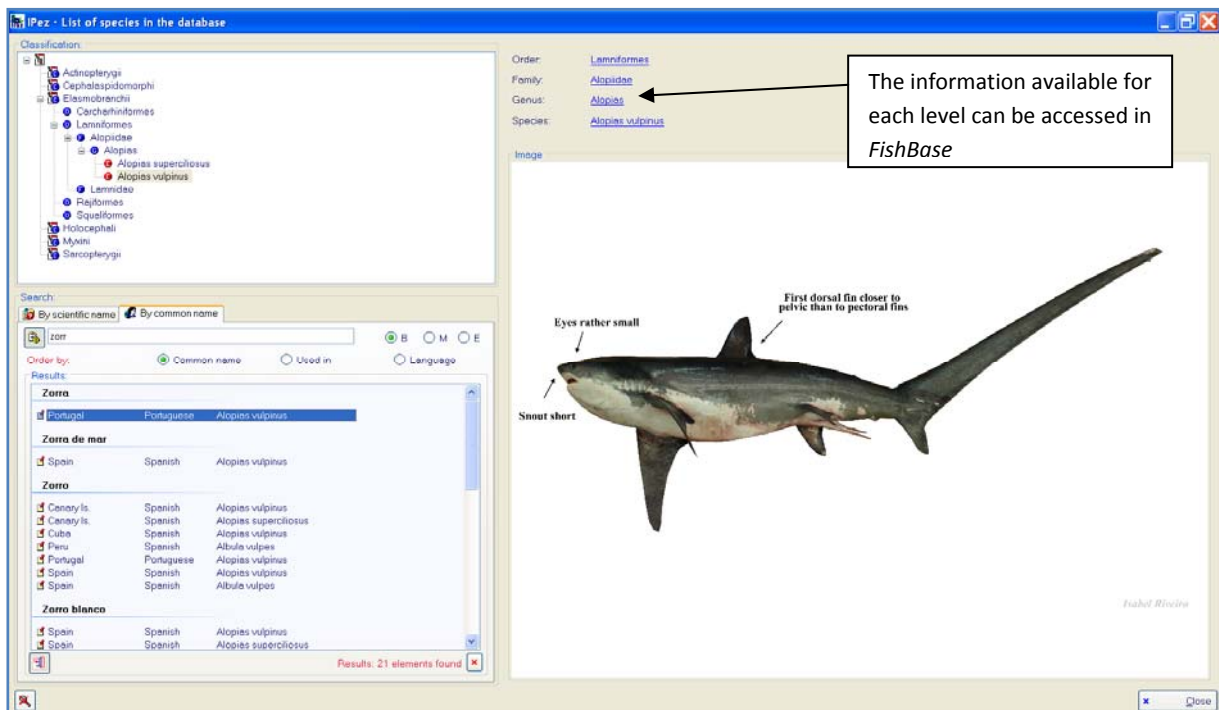 IPez - List of species in the database
Classification:
Actinopterygii
Cephalaspidomorphi
Elasmobranchii
Carcharhiniformes
Lamniformes
Alopiidae
Alopias
Alopias superciliosus
Alopias vulpinus
Lamnidae
Rajiformes
Squaliformes
Holocephali
Myxini
Sarcopterygii
Search:
By scientific name By common name
zorr B M E
Order by: Common name Used in Language
Results:
Zorra
Portugal Portuguese Alopias vulpinus
Zorra de mar
Spain Spanish Alopias vulpinus
Zorro
Canary Is. Spanish Alopias vulpinus
Canary Is. Spanish Alopias superciliosus
Cuba Spanish Alopias vulpinus
Peru Spanish Albula vulpes
Portugal Portuguese Alopias vulpinus
Spain Spanish Alopias vulpinus
Spain Spanish Albula vulpes
Zorro blanco
Spain Spanish Alopias vulpinus
Spain Spanish Alopias superciliosus
Results: 21 elements found
Order: Lamniformes
Family: Alopiidae
Genus: Alopias
Species: Alopias vulpinus
The information available for
each level can be accessed in
FishBase
Image
First dorsal fin closer to
pelvic than to pectoral fins
Eyes rather small
Snout short
Isabel Riveiro
Close